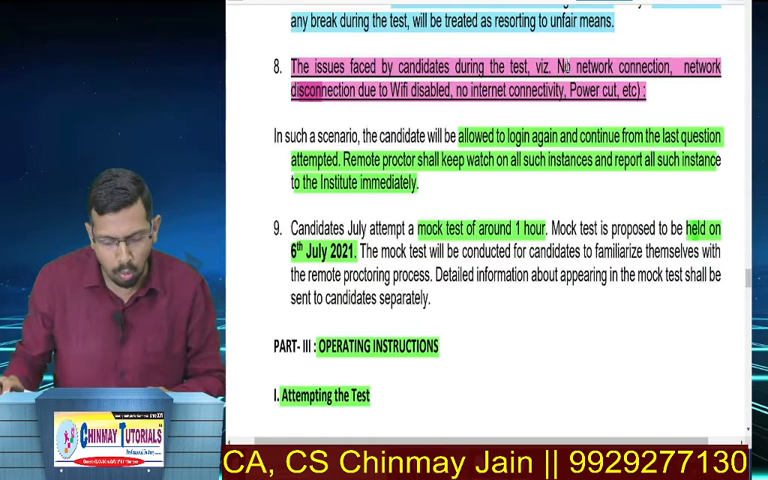 any break during the test, will be treated as resorting to unfair means.
8. The issues faced by candidates during the test, viz. No network connection, network
disconnection due to Wifi disabled, no internet connectivity, Power cut, etc) :
In such a scenario, the candidate will be allowed to login again and continue from the last question
attempted. Remote proctor shall keep watch on all such instances and report all such instance
to the Institute immediately.
9. Candidates July attempt a mock test of around 1 hour. Mock test is proposed to be held on
6th July 2021. The mock test will be conducted for candidates to familiarize themselves with
the remote proctoring process. Detailed information about appearing in the mock test shall be
sent to candidates separately.
PART- III : OPERATING INSTRUCTIONS
I. Attempting the Test
CHINMAY TUTORIALS
CA, CS Chinmay Jain || 9929277130